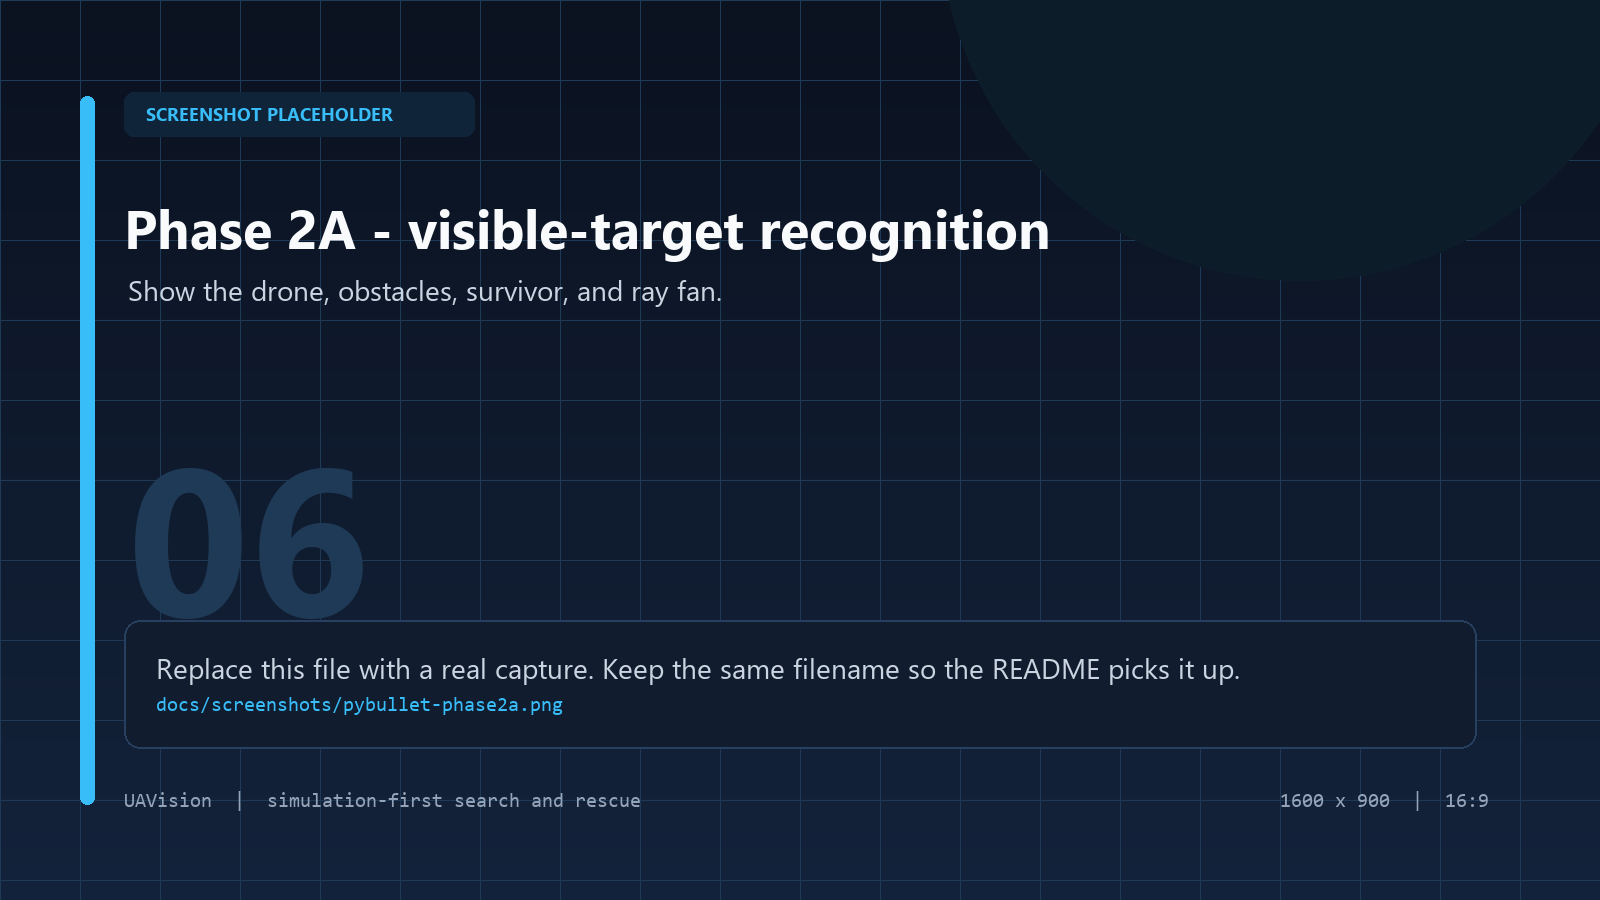 SCREENSHOT PLACEHOLDER
Phase 2A - visible-target recognition
Show the drone, obstacles, survivor, and ray fan.
06
Replace this file with a real capture. Keep the same filename so the README picks it up.
docs/screenshots/pybullet-phase2a.png
UAVision | simulation-first search and rescue
1600 x 900 | 16:9